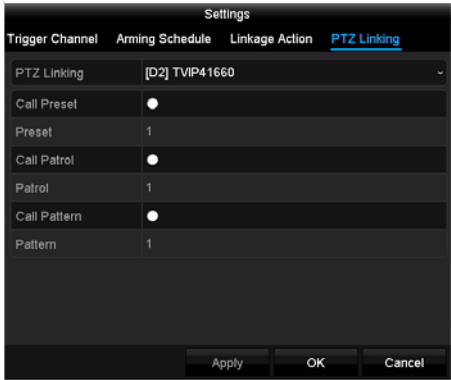 Settings
Trigger Channel Arming Schedule Linkage Action PTZ Linking
PTZ Linking [D2] TVIP41660
Call Preset
Preset 1
Call Patrol
Patrol 1
Call Pattern
Pattern 1
Apply OK Cancel